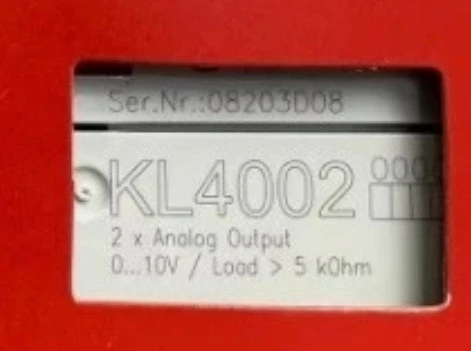 Ser.Nr.:08203D08
KL4002
2 x Analog Output
0...10V / Load > 5 kOhm